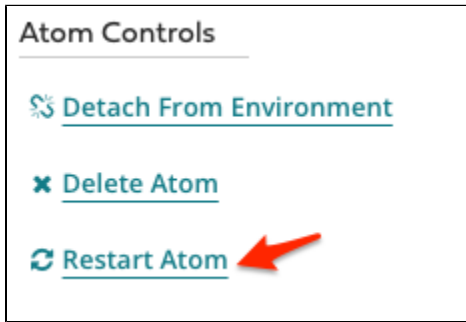 Atom Controls
Detach From Environment
Delete Atom
Restart Atom